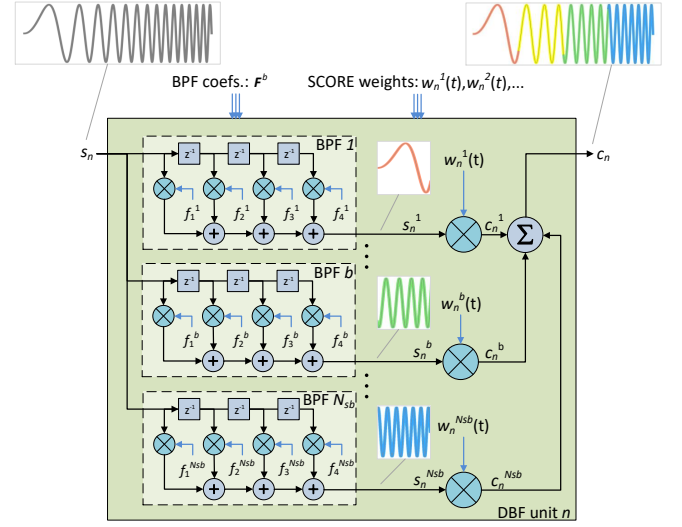 BPF coefs.: F^b
SCORE weights: w_n^1(t),w_n^2(t),...
s_n
c_n
BPF 1
z^-1 z^-1 z^-1
f_1^1 f_2^1 f_3^1 f_4^1
+ + +
w_n^1(t)
s_n^1
c_n^1
Σ
BPF b
z^-1 z^-1 z^-1
f_1^b f_2^b f_3^b f_4^b
+ + +
w_n^b(t)
s_n^b
c_n^b
BPF N_sb
z^-1 z^-1 z^-1
f_1^Nsb f_2^Nsb f_3^Nsb f_4^Nsb
+ + +
w_n^Nsb(t)
s_n^Nsb
c_n^Nsb
DBF unit n